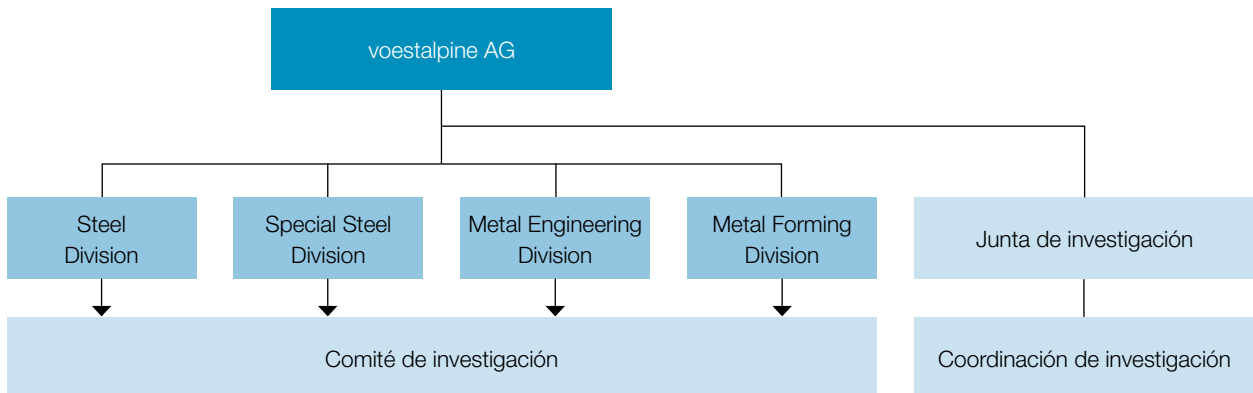 voestalpine AG
Steel
Division
Special Steel
Division
Metal Engineering
Division
Metal Forming
Division
Junta de investigación
Comité de investigación
Coordinación de investigación